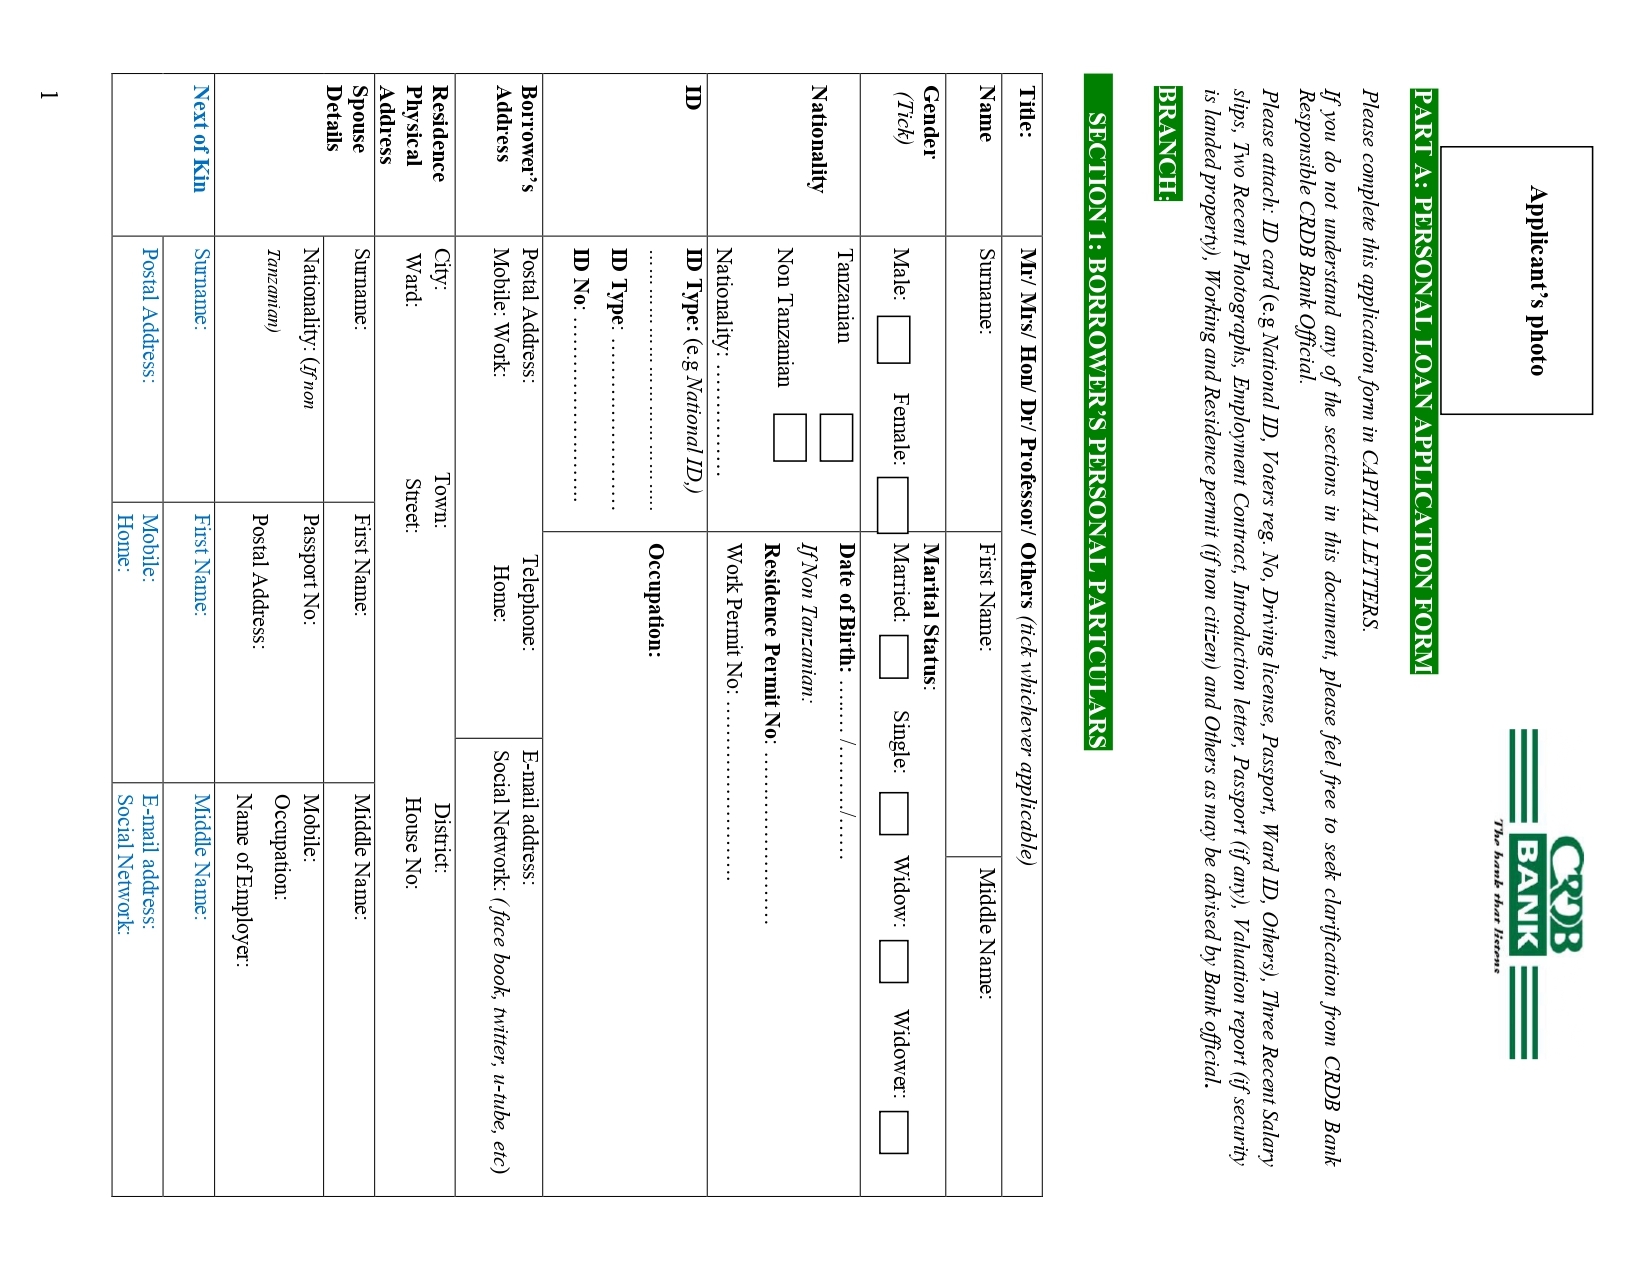 Applicant’s photo
CRDB
BANK
The bank that listens
PART A: PERSONAL LOAN APPLICATION FORM
Please complete this application form in CAPITAL LETTERS.
If you do not understand any of the sections in this document, please feel free to seek clarification from CRDB Bank
Responsible CRDB Bank Official.
Please attach: ID card (e.g National ID, Voters reg. No, Driving license, Passport, Ward ID, Others), Three Recent Salary
slips, Two Recent Photographs, Employment Contract, Introduction letter, Passport (if any), Valuation report (if security
is landed property), Working and Residence permit (if non citizen) and Others as may be advised by Bank official.
BRANCH:
SECTION 1: BORROWER’S PERSONAL PARTCULARS
Title: Mr/ Mrs/ Hon/ Dr/ Professor/ Others (tick whichever applicable)
Name Surname: First Name: Middle Name:
Gender
(Tick)
Male: Female:
Marital Status:
Married: Single: Widow: Widower:
Nationality
Tanzanian
Non Tanzanian
Nationality: ……………
Date of Birth: …….. /………/……
If Non Tanzanian:
Residence Permit No: ………………………
Work Permit No: ………………………
ID
ID Type: (e.g National ID,)
…………………………………
ID Type: ……………………
ID No: ………………………
Occupation:
Borrower’s
Address
Postal Address: Telephone:
Mobile: Work: Home:
E-mail address:
Social Network: ( face book, twitter, u-tube, etc)
Residence
Physical
Address
City: Town: District:
Ward: Street: House No:
Spouse
Details
Surname: First Name: Middle Name:
Nationality: (If non
Tanzanian)
Passport No:
Postal Address:
Mobile:
Occupation:
Name of Employer:
Next of Kin Surname: First Name: Middle Name:
Postal Address:
Mobile:
Home:
E-mail address:
Social Network:
1